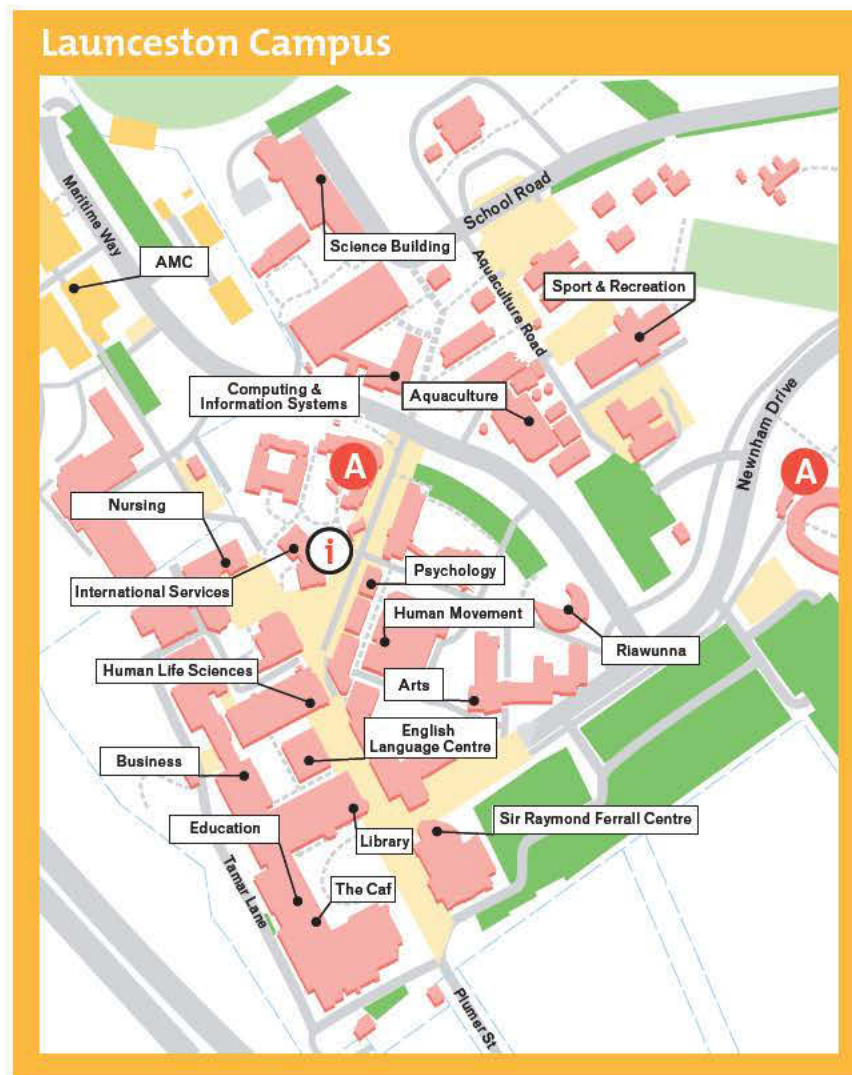 Launceston Campus
Maritime Way
School Road
Science Building
AMC
Aquaculture Road
Sport & Recreation
Computing &
Information Systems
Aquaculture
Newnham Drive
A
A
Nursing
i
International Services
Psychology
Human Movement
Riawunna
Human Life Sciences
Arts
English
Language Centre
Business
Sir Raymond Ferrall Centre
Education
Library
The Caf
Tamar Lane
Plumer St